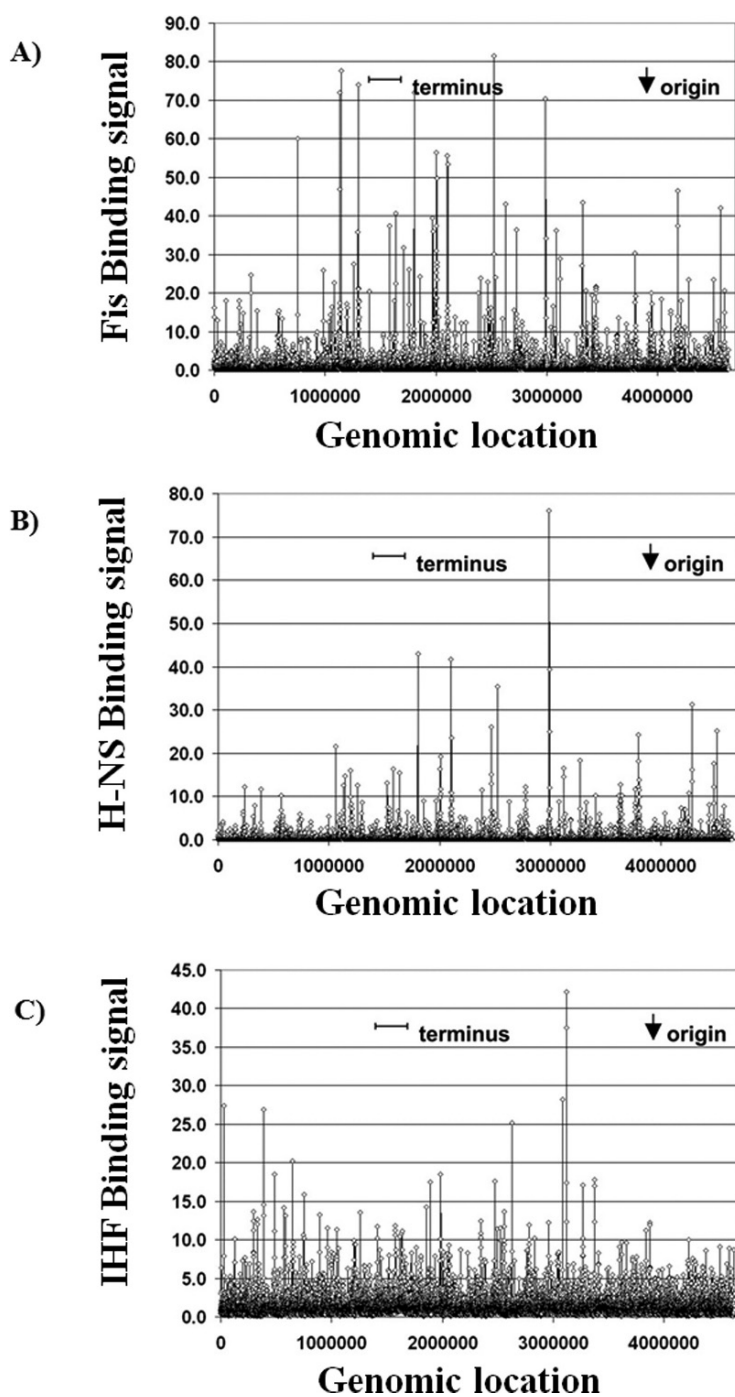 A)
Fis Binding signal
90.0
80.0
70.0
60.0
50.0
40.0
30.0
20.0
10.0
0.0
terminus
origin
0 1000000 2000000 3000000 4000000
Genomic location
B)
H-NS Binding signal
80.0
70.0
60.0
50.0
40.0
30.0
20.0
10.0
0.0
terminus
origin
0 1000000 2000000 3000000 4000000
Genomic location
C)
IHF Binding signal
45.0
40.0
35.0
30.0
25.0
20.0
15.0
10.0
5.0
0.0
terminus
origin
0 1000000 2000000 3000000 4000000
Genomic location